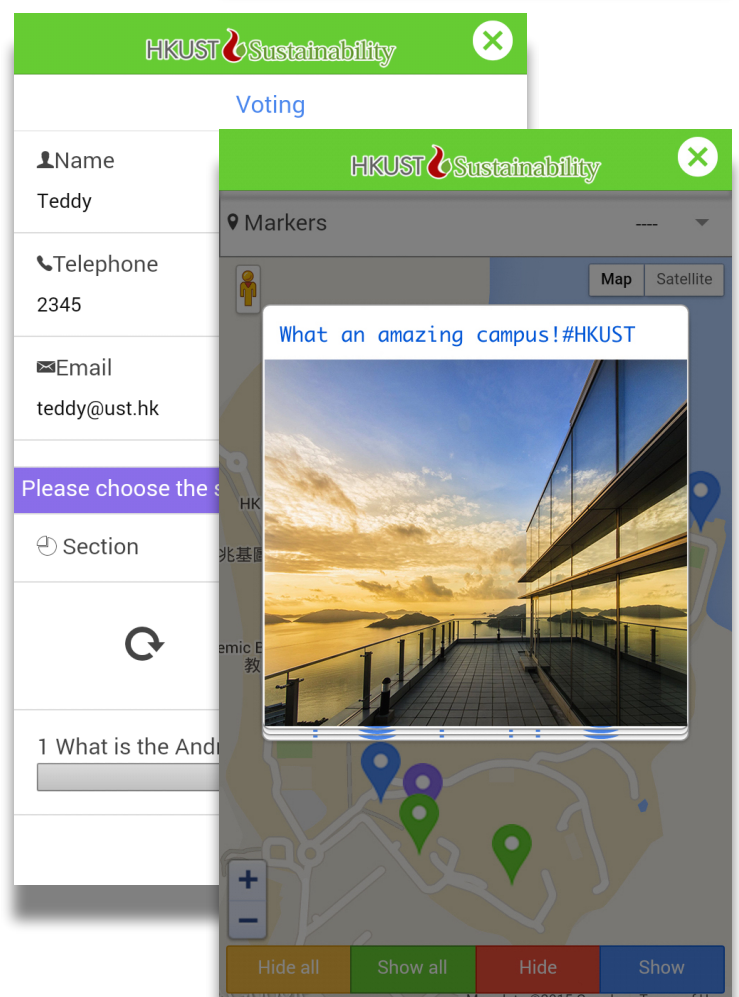 HKUST Sustainability
Voting
Name
Teddy
Telephone
2345
Email
teddy@ust.hk
Please choose the
Section
1 What is the
HKUST Sustainability
Markers
----
Map Satellite
What an amazing campus!#HKUST
HK
兆基
emic
教
+
−
Hide all Show all Hide Show